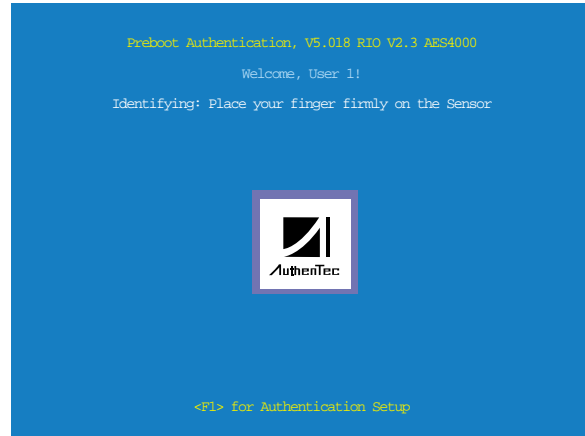 Preboot Authentication, V5.018 RIO V2.3 AES4000
Welcome, User 1!
Identifying: Place your finger firmly on the Sensor
AuthenTec
<F1> for Authentication Setup